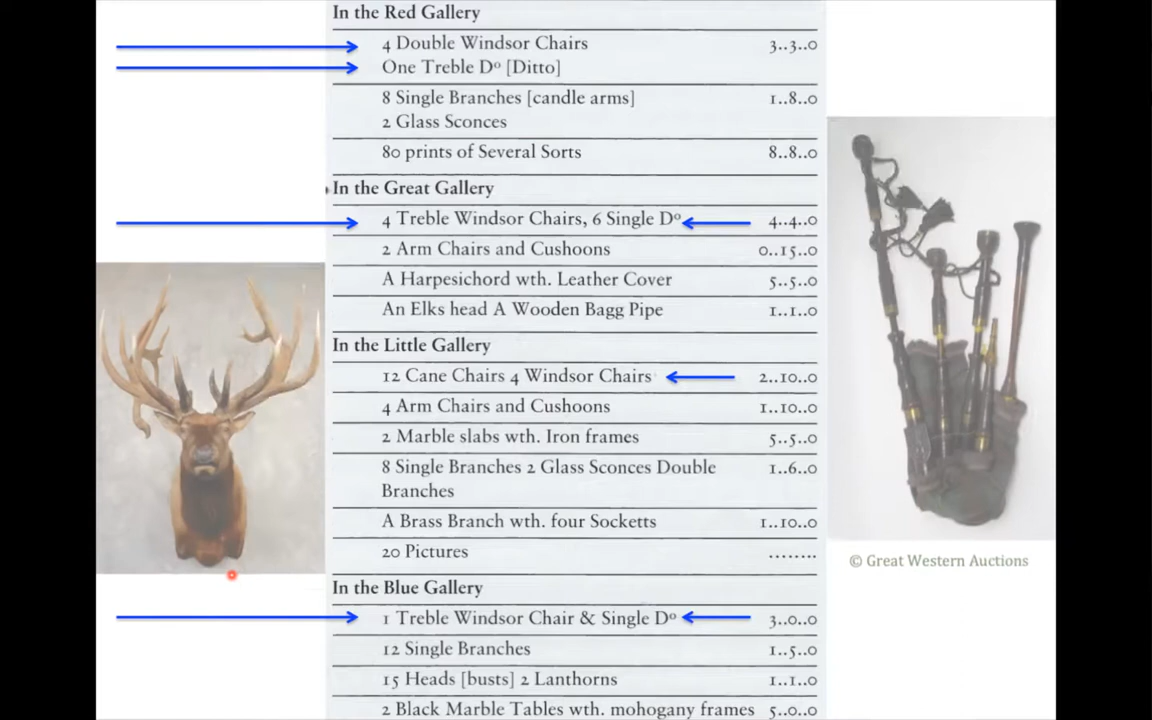 In the Red Gallery
4 Double Windsor Chairs 3..3..0
One Treble Dº [Ditto]
8 Single Branches [candle arms] 1..8..0
2 Glass Sconces
80 prints of Several Sorts 8..8..0
In the Great Gallery
4 Treble Windsor Chairs, 6 Single Dº 4..4..0
2 Arm Chairs and Cushoons 0..15..0
A Harpesichord wth. Leather Cover 5..5..0
An Elks head A Wooden Bagg Pipe 1..1..0
In the Little Gallery
12 Cane Chairs 4 Windsor Chairs 2..10..0
4 Arm Chairs and Cushoons 1..10..0
2 Marble slabs wth. Iron frames 5..5..0
8 Single Branches 2 Glass Sconces Double 1..6..0
Branches
A Brass Branch wth. four Socketts 1..10..0
20 Pictures ........
In the Blue Gallery
1 Treble Windsor Chair & Single Dº 3..0..0
12 Single Branches 1..5..0
15 Heads [busts] 2 Lanthorns 1..1..0
2 Black Marble Tables wth. mohogany frames 5..0..0
© Great Western Auctions